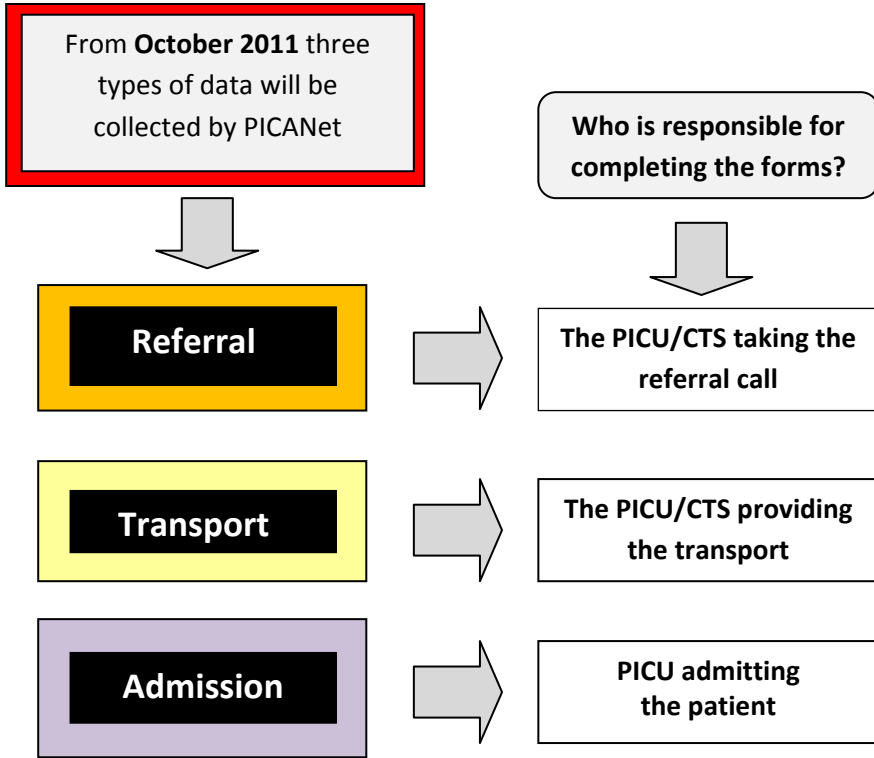 From October 2011 three
types of data will be
collected by PICANet
Who is responsible for
completing the forms?
Referral
The PICU/CTS taking the
referral call
Transport
The PICU/CTS providing
the transport
Admission
PICU admitting
the patient